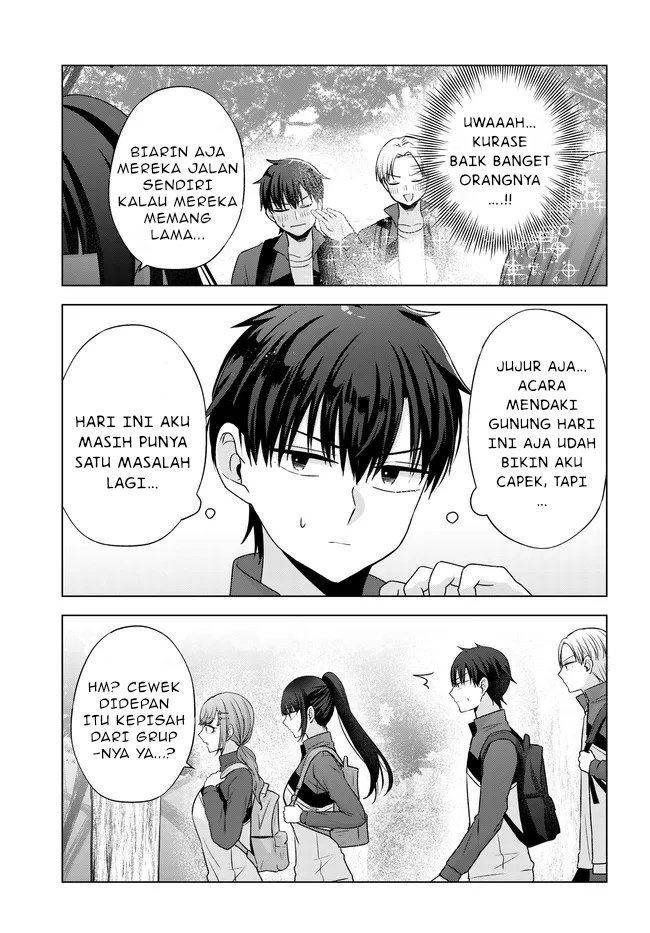 UWAAAH...
KURASE
BAIK BANGET
ORANGNYA
....!!
BIARIN AJA
MEREKA JALAN
SENDIRI
KALAU MEREKA
MEMANG
LAMA...
JUJUR AJA...
ACARA
MENDAKI
GUNUNG HARI
INI AJA UDAH
BIKIN AKU
CAPEK, TAPI
...
HARI INI AKU
MASIH PUNYA
SATU MASALAH
LAGI...
HM? CEWEK
DIDEPAN
ITU KEPISAH
DARI GRUP
-NYA YA...?